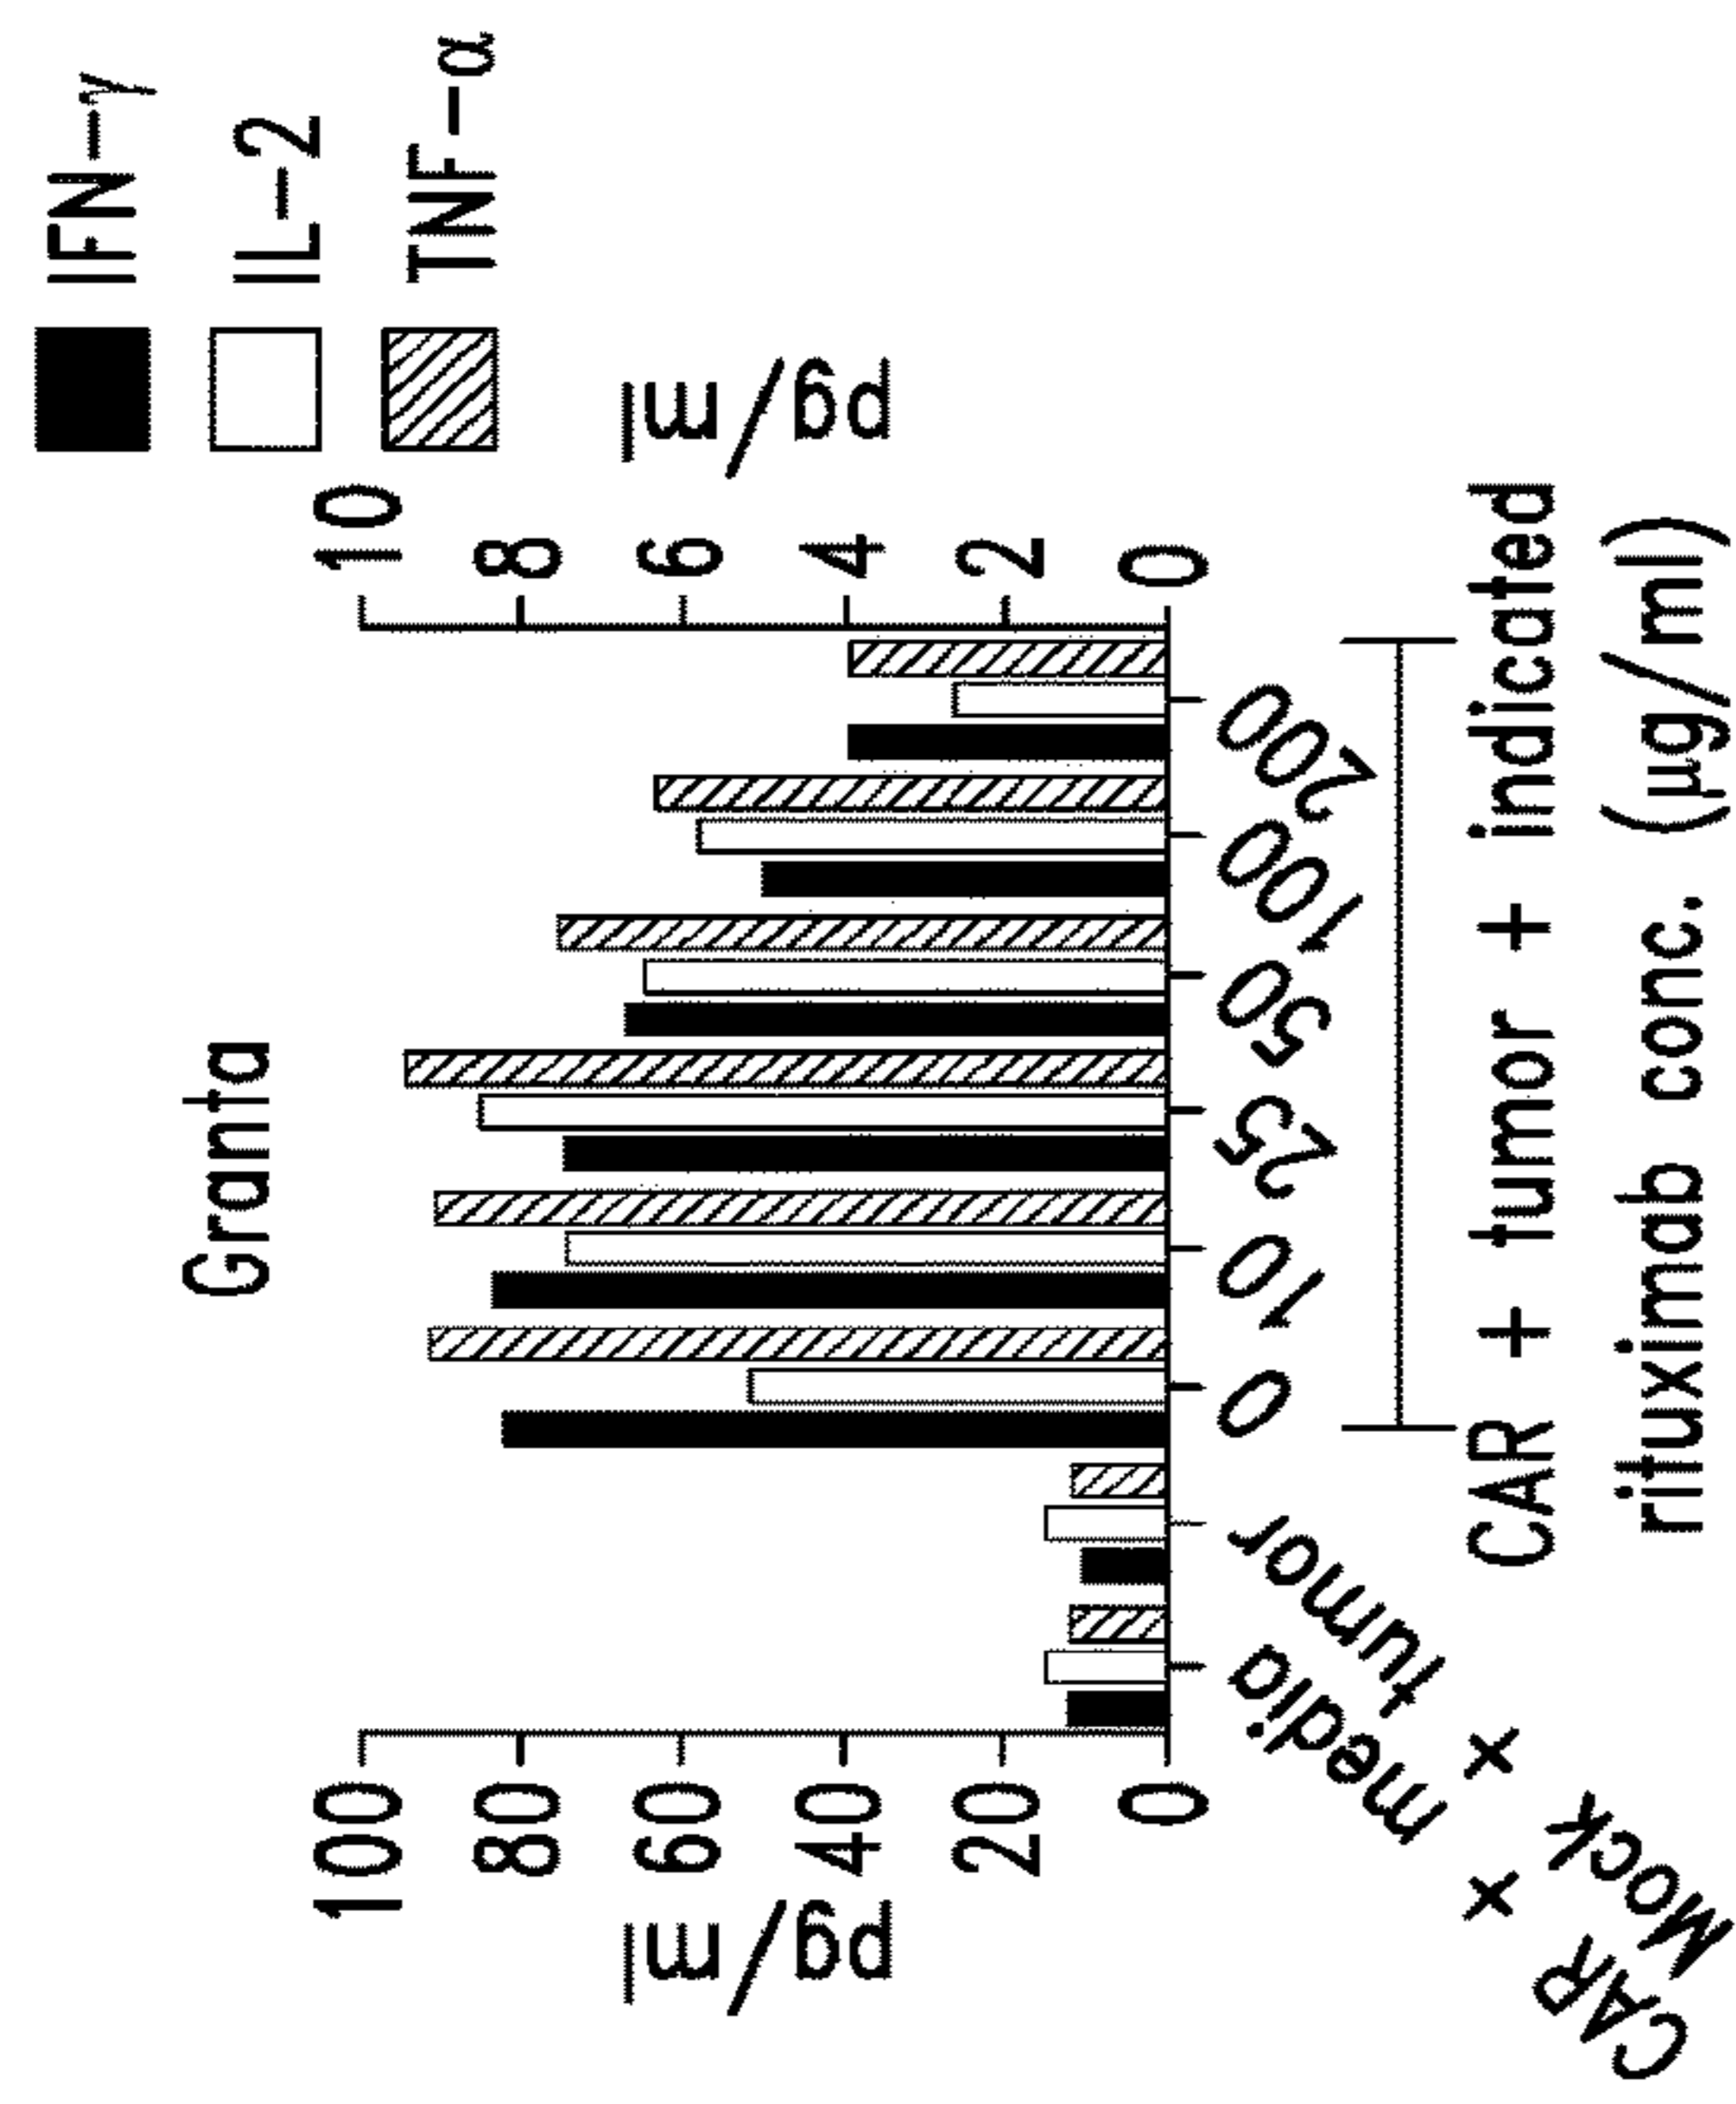 Granta
IFN-γ
IL-2
TNF-α
pg/ml
100
80
60
40
20
0
pg/ml
10
8
6
4
2
0
CAR + media
Mock + tumor
0
10
25
50
100
200
CAR + tumor + indicated
rituximab conc. (µg/ml)